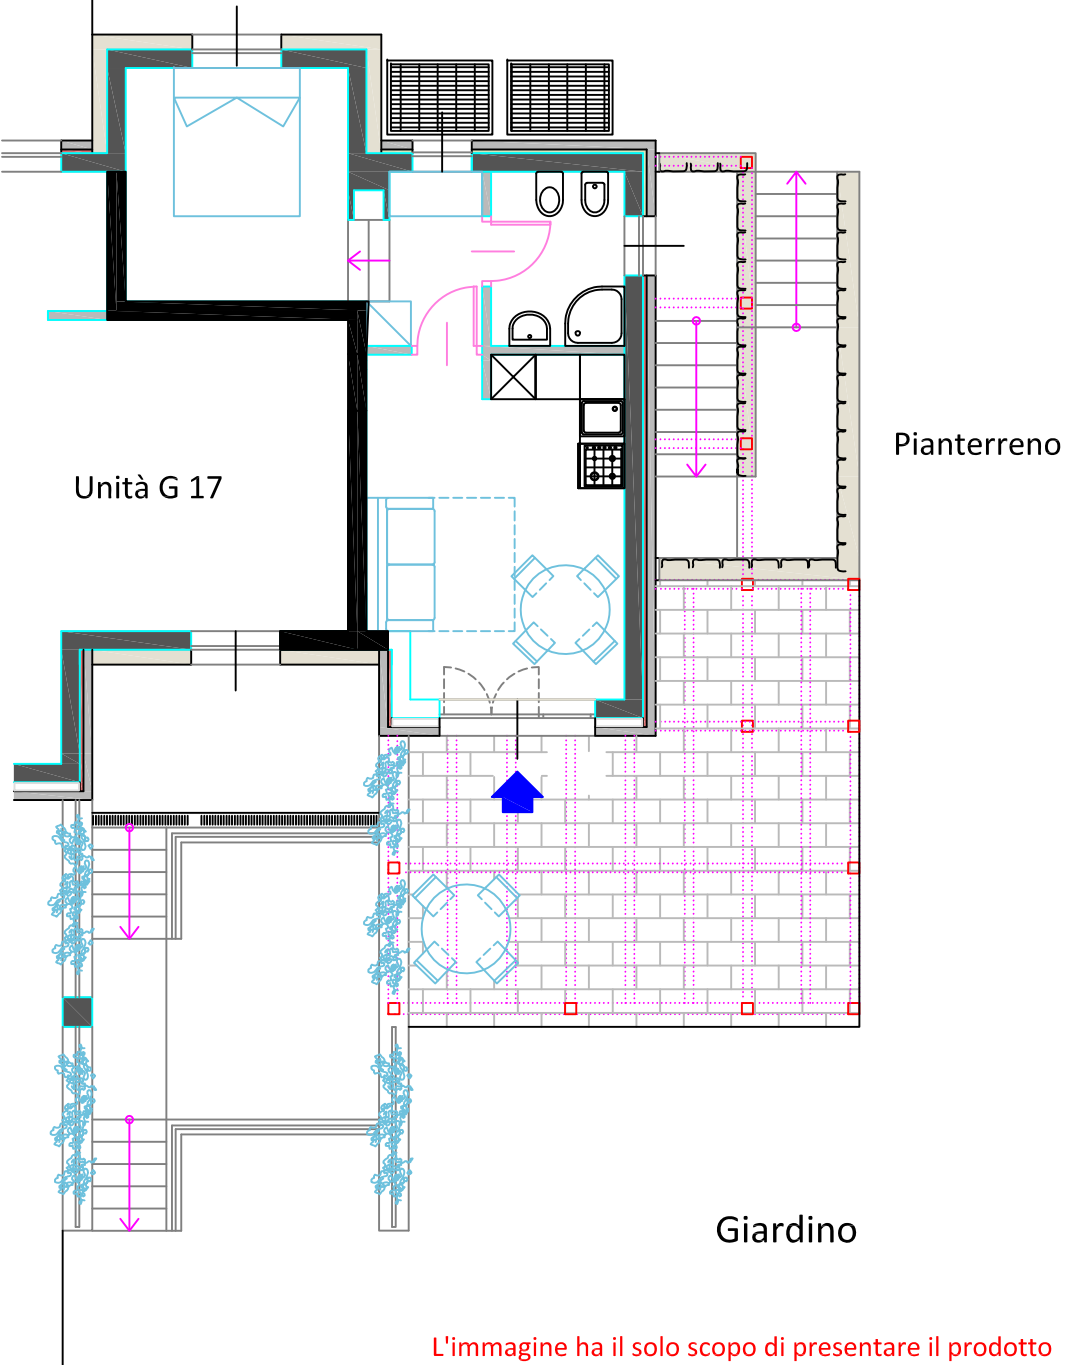 Pianterreno
Unità G 17
Giardino
L'immagine ha il solo scopo di presentare il prodotto